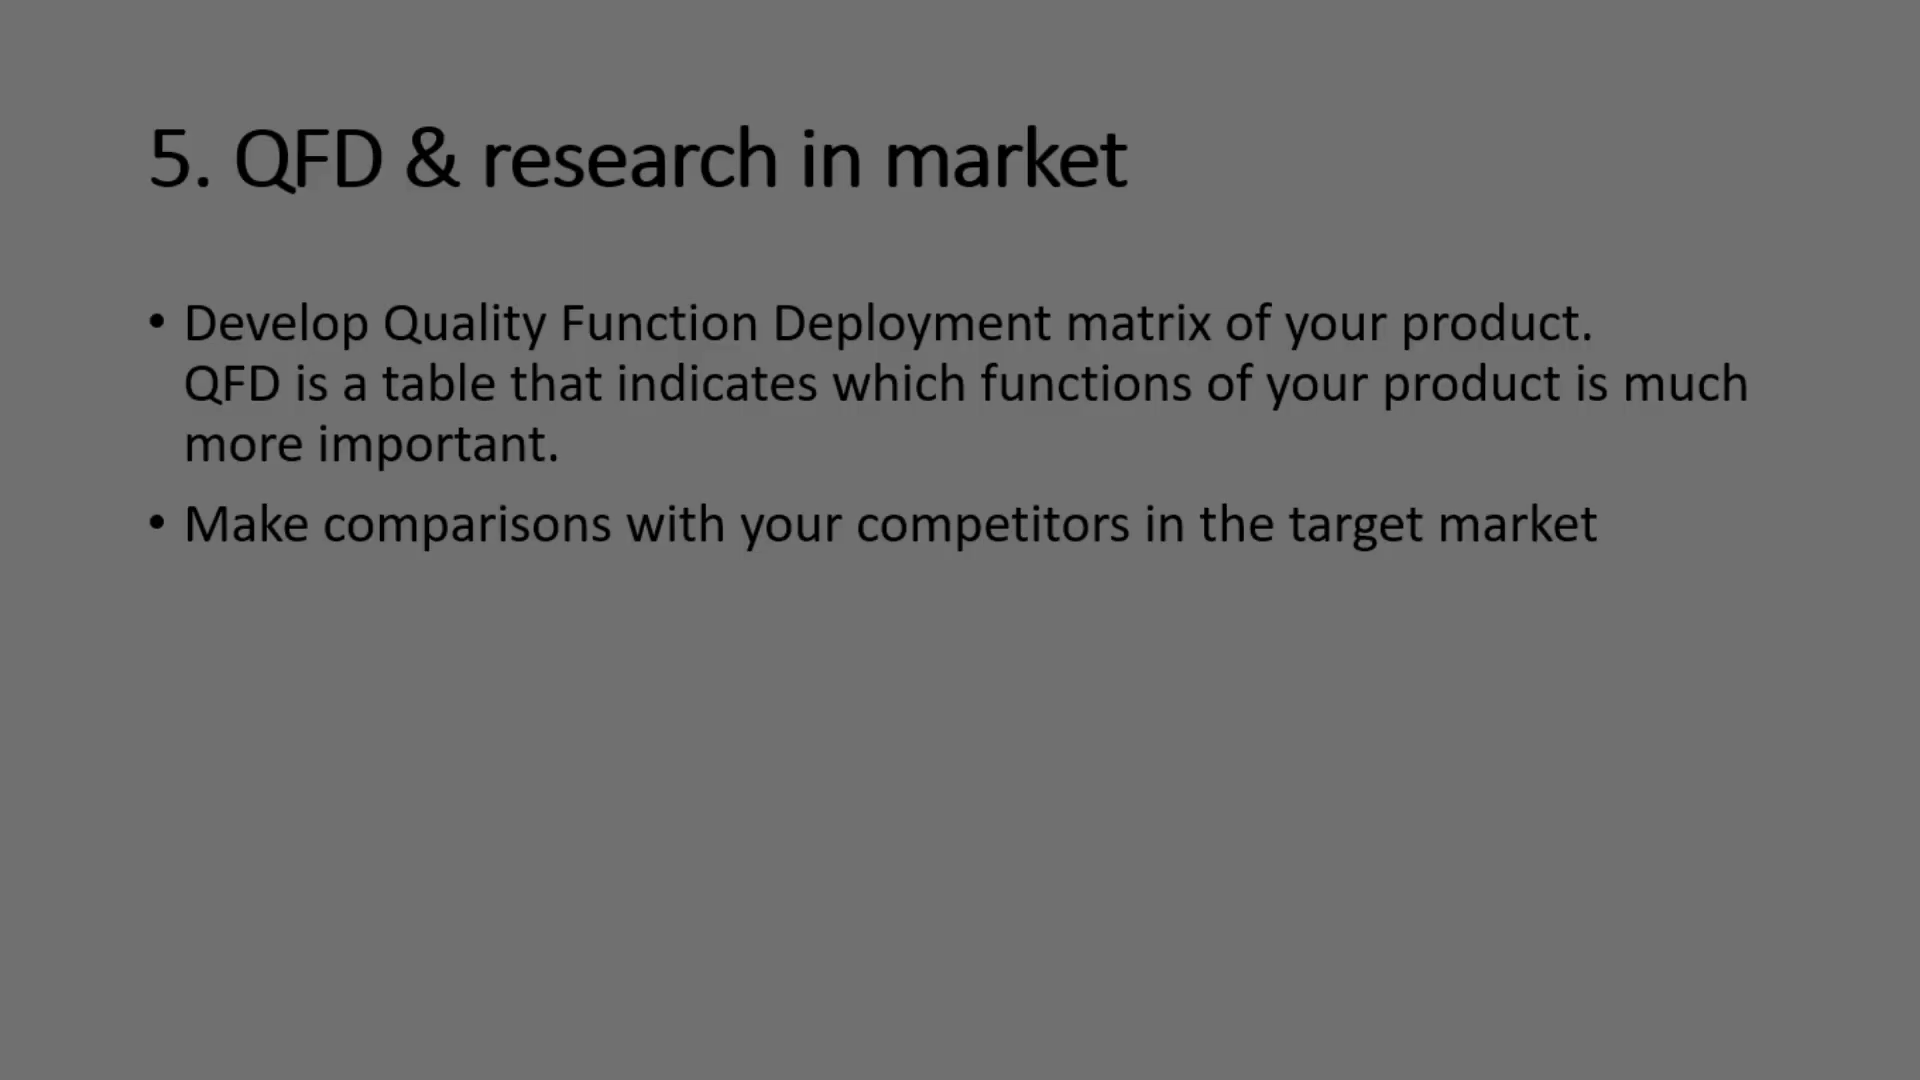 5. QFD & research in market
• Develop Quality Function Deployment matrix of your product.
QFD is a table that indicates which functions of your product is much
more important.
• Make comparisons with your competitors in the target market